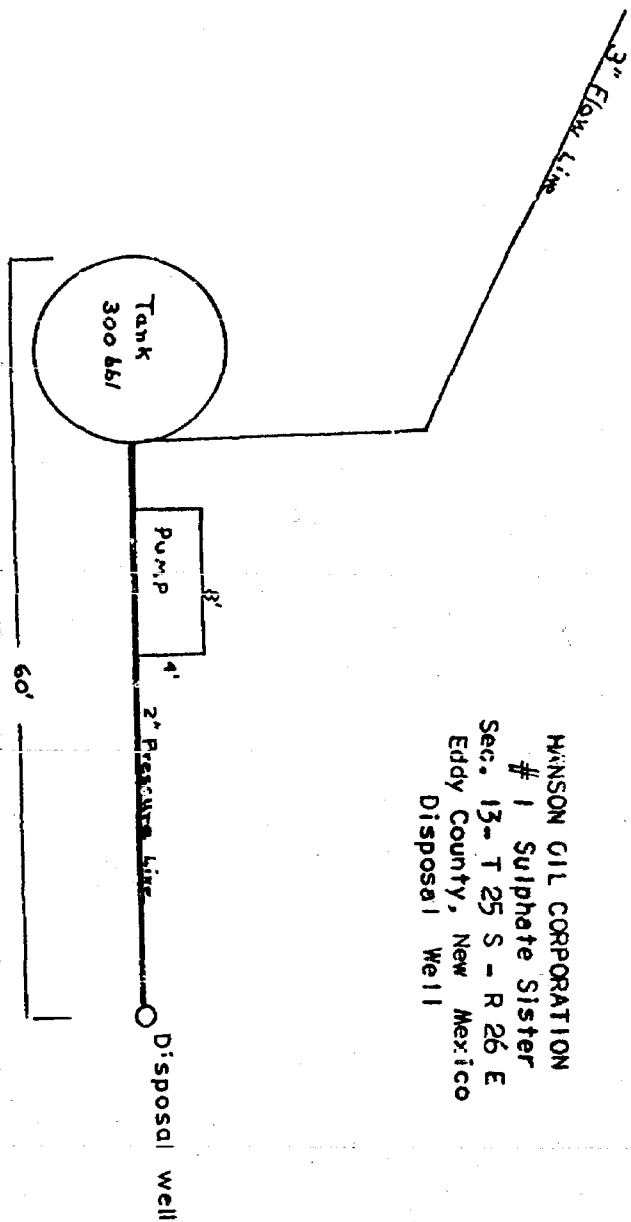 HANSON OIL CORPORATION
# 1 Sulphate Sister
Sec. 13- T 25 S - R 26 E
Eddy County, New Mexico
Disposal Well
3" Flow Line
Tank
300 bbl
PUMP
8'
4'
2" Pressure Line
Disposal well
60'